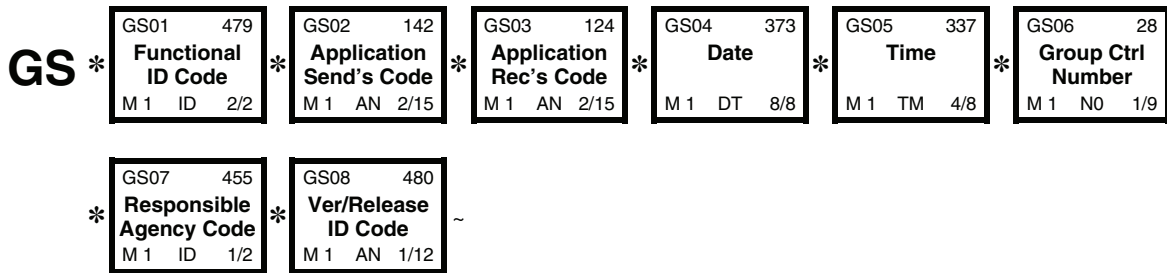 GS01 479 GS02 142 GS03 124 GS04 373 GS05 337 GS06 28
GS * Functional ID Code * Application Send's Code * Application Rec's Code * Date * Time * Group Ctrl Number
M 1 ID 2/2 M 1 AN 2/15 M 1 AN 2/15 M 1 DT 8/8 M 1 TM 4/8 M 1 N0 1/9
GS07 455 GS08 480
* Responsible Agency Code * Ver/Release ID Code ~
M 1 ID 1/2 M 1 AN 1/12